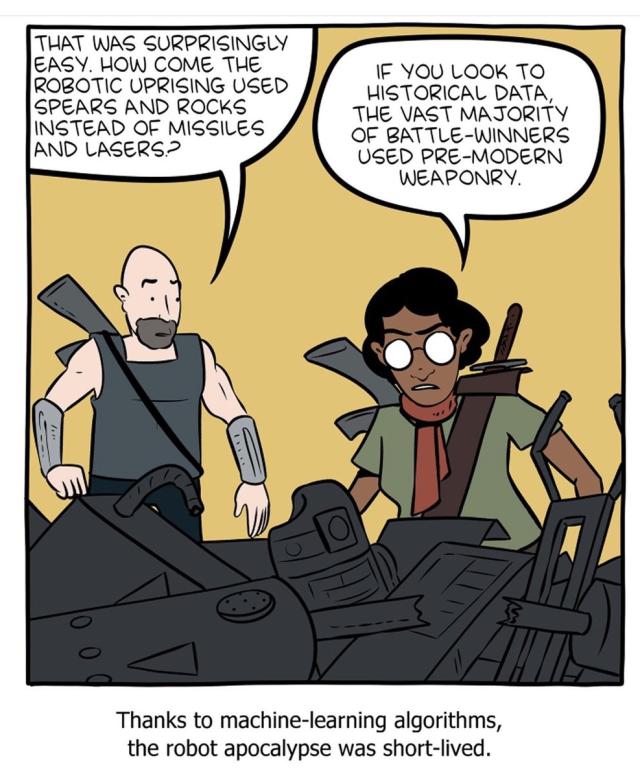 THAT WAS SURPRISINGLY
EASY. HOW COME THE
ROBOTIC UPRISING USED
SPEARS AND ROCKS
INSTEAD OF MISSILES
AND LASERS?
IF YOU LOOK TO
HISTORICAL DATA,
THE VAST MAJORITY
OF BATTLE-WINNERS
USED PRE-MODERN
WEAPONRY.
Thanks to machine-learning algorithms,
the robot apocalypse was short-lived.